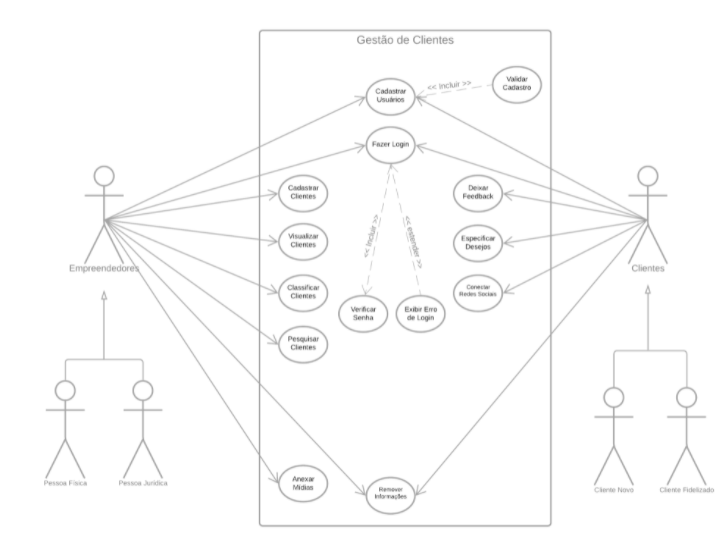 Gestão de Clientes
Cadastrar
Usuários
<< Incluir >>
Validar
Cadastro
Fazer Login
Cadastrar
Clientes
Deixar
Feedback
<< Incluir >>
<< estender >>
Visualizar
Clientes
Especificar
Desejos
Empreendedores
Clientes
Classificar
Clientes
Conectar
Redes Sociais
Verificar
Senha
Exibir Erro
de Login
Pesquisar
Clientes
Anexar
Mídias
Remover
Informações
Pessoa Física
Pessoa Jurídica
Cliente Novo
Cliente Fidelizado